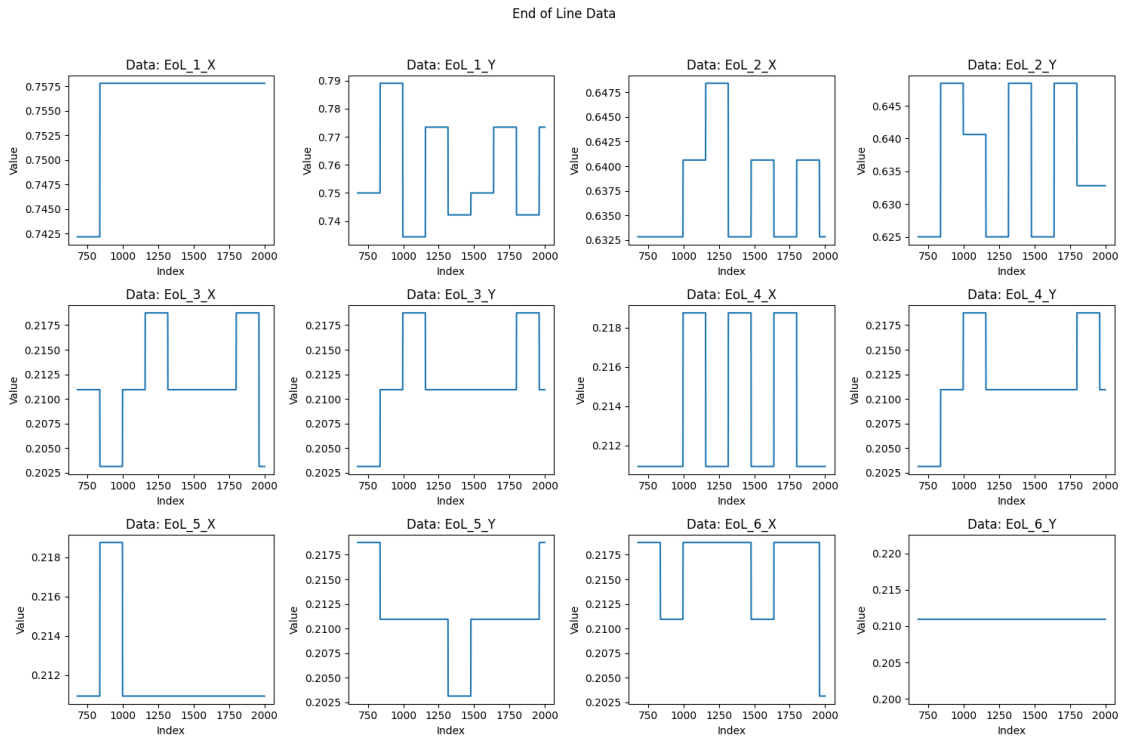 End of Line Data
Data: EoL_1_X
Value
0.7575
0.7550
0.7525
0.7500
0.7475
0.7450
0.7425
750 1000 1250 1500 1750 2000
Index
Data: EoL_1_Y
Value
0.79
0.78
0.77
0.76
0.75
0.74
750 1000 1250 1500 1750 2000
Index
Data: EoL_2_X
Value
0.6475
0.6450
0.6425
0.6400
0.6375
0.6350
0.6325
750 1000 1250 1500 1750 2000
Index
Data: EoL_2_Y
Value
0.645
0.640
0.635
0.630
0.625
750 1000 1250 1500 1750 2000
Index
Data: EoL_3_X
Value
0.2175
0.2150
0.2125
0.2100
0.2075
0.2050
0.2025
750 1000 1250 1500 1750 2000
Index
Data: EoL_3_Y
Value
0.2175
0.2150
0.2125
0.2100
0.2075
0.2050
0.2025
750 1000 1250 1500 1750 2000
Index
Data: EoL_4_X
Value
0.218
0.216
0.214
0.212
750 1000 1250 1500 1750 2000
Index
Data: EoL_4_Y
Value
0.2175
0.2150
0.2125
0.2100
0.2075
0.2050
0.2025
750 1000 1250 1500 1750 2000
Index
Data: EoL_5_X
Value
0.218
0.216
0.214
0.212
750 1000 1250 1500 1750 2000
Index
Data: EoL_5_Y
Value
0.2175
0.2150
0.2125
0.2100
0.2075
0.2050
0.2025
750 1000 1250 1500 1750 2000
Index
Data: EoL_6_X
Value
0.2175
0.2150
0.2125
0.2100
0.2075
0.2050
0.2025
750 1000 1250 1500 1750 2000
Index
Data: EoL_6_Y
Value
0.220
0.215
0.210
0.205
0.200
750 1000 1250 1500 1750 2000
Index